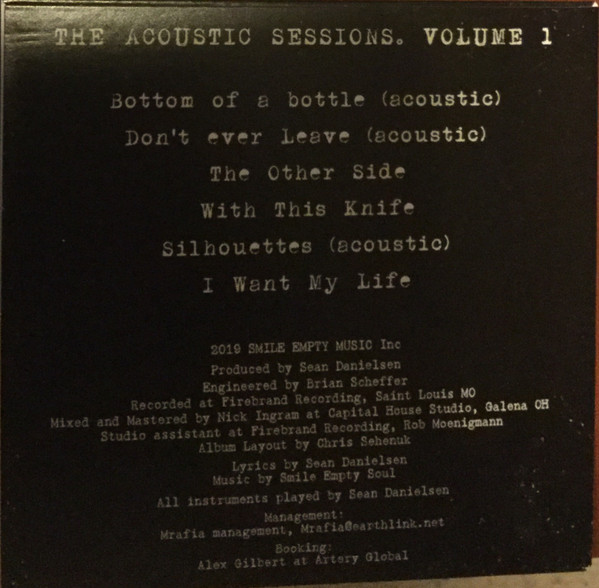 THE ACOUSTIC SESSIONS. VOLUME 1
Bottom of a bottle (acoustic)
Don't ever Leave (acoustic)
The Other Side
With This Knife
Silhouettes (acoustic)
I Want My Life
2019 SMILE EMPTY MUSIC Inc
Produced by Sean Danielsen
Engineered by Brian Scheffer
Recorded at Firebrand Recording, Saint Louis MO
Mixed and Mastered by Nick Ingram at Capital House Studio, Galena OH
Studio assistant at Firebrand Recording, Rob Moenigmann
Album Layout by Chris Sehenuk
Lyrics by Sean Danielsen
Music by Smile Empty Soul
All instruments played by Sean Danielsen
Management:
Mrafia management, Mrafia@earthlink.net
Booking:
Alex Gilbert at Artery Global